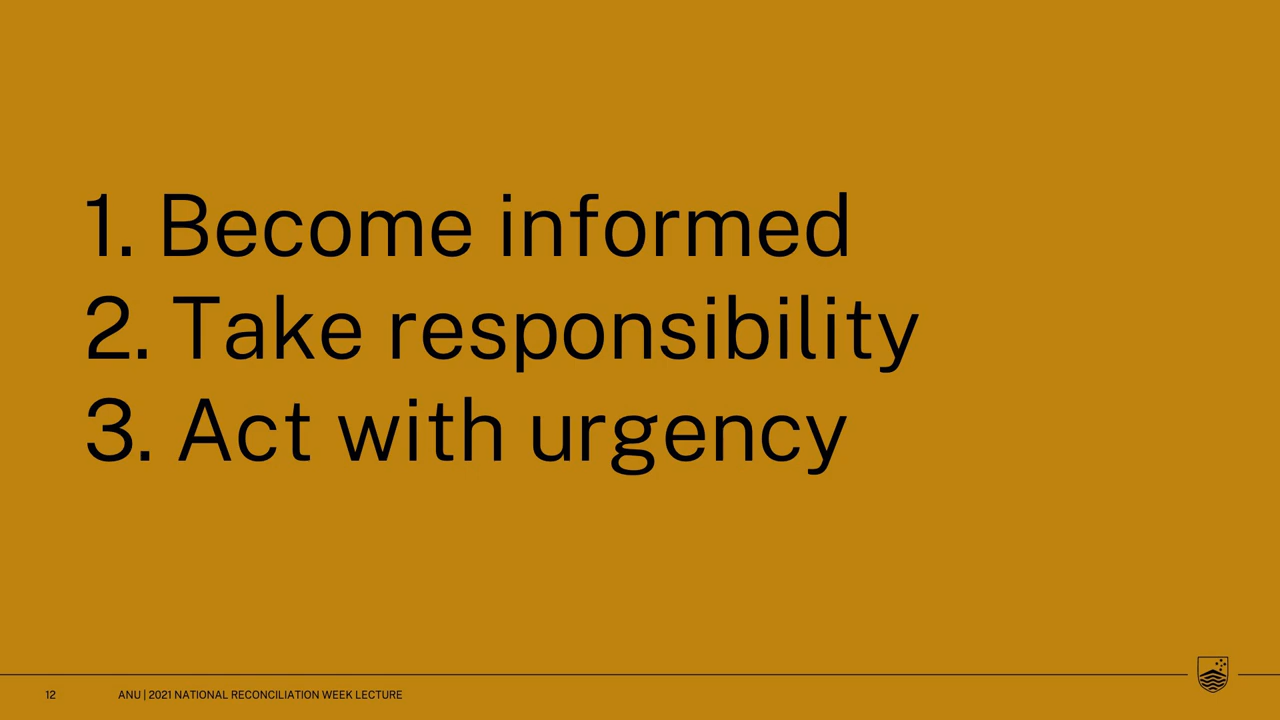 1. Become informed
2. Take responsibility
3. Act with urgency
12 ANU | 2021 NATIONAL RECONCILIATION WEEK LECTURE